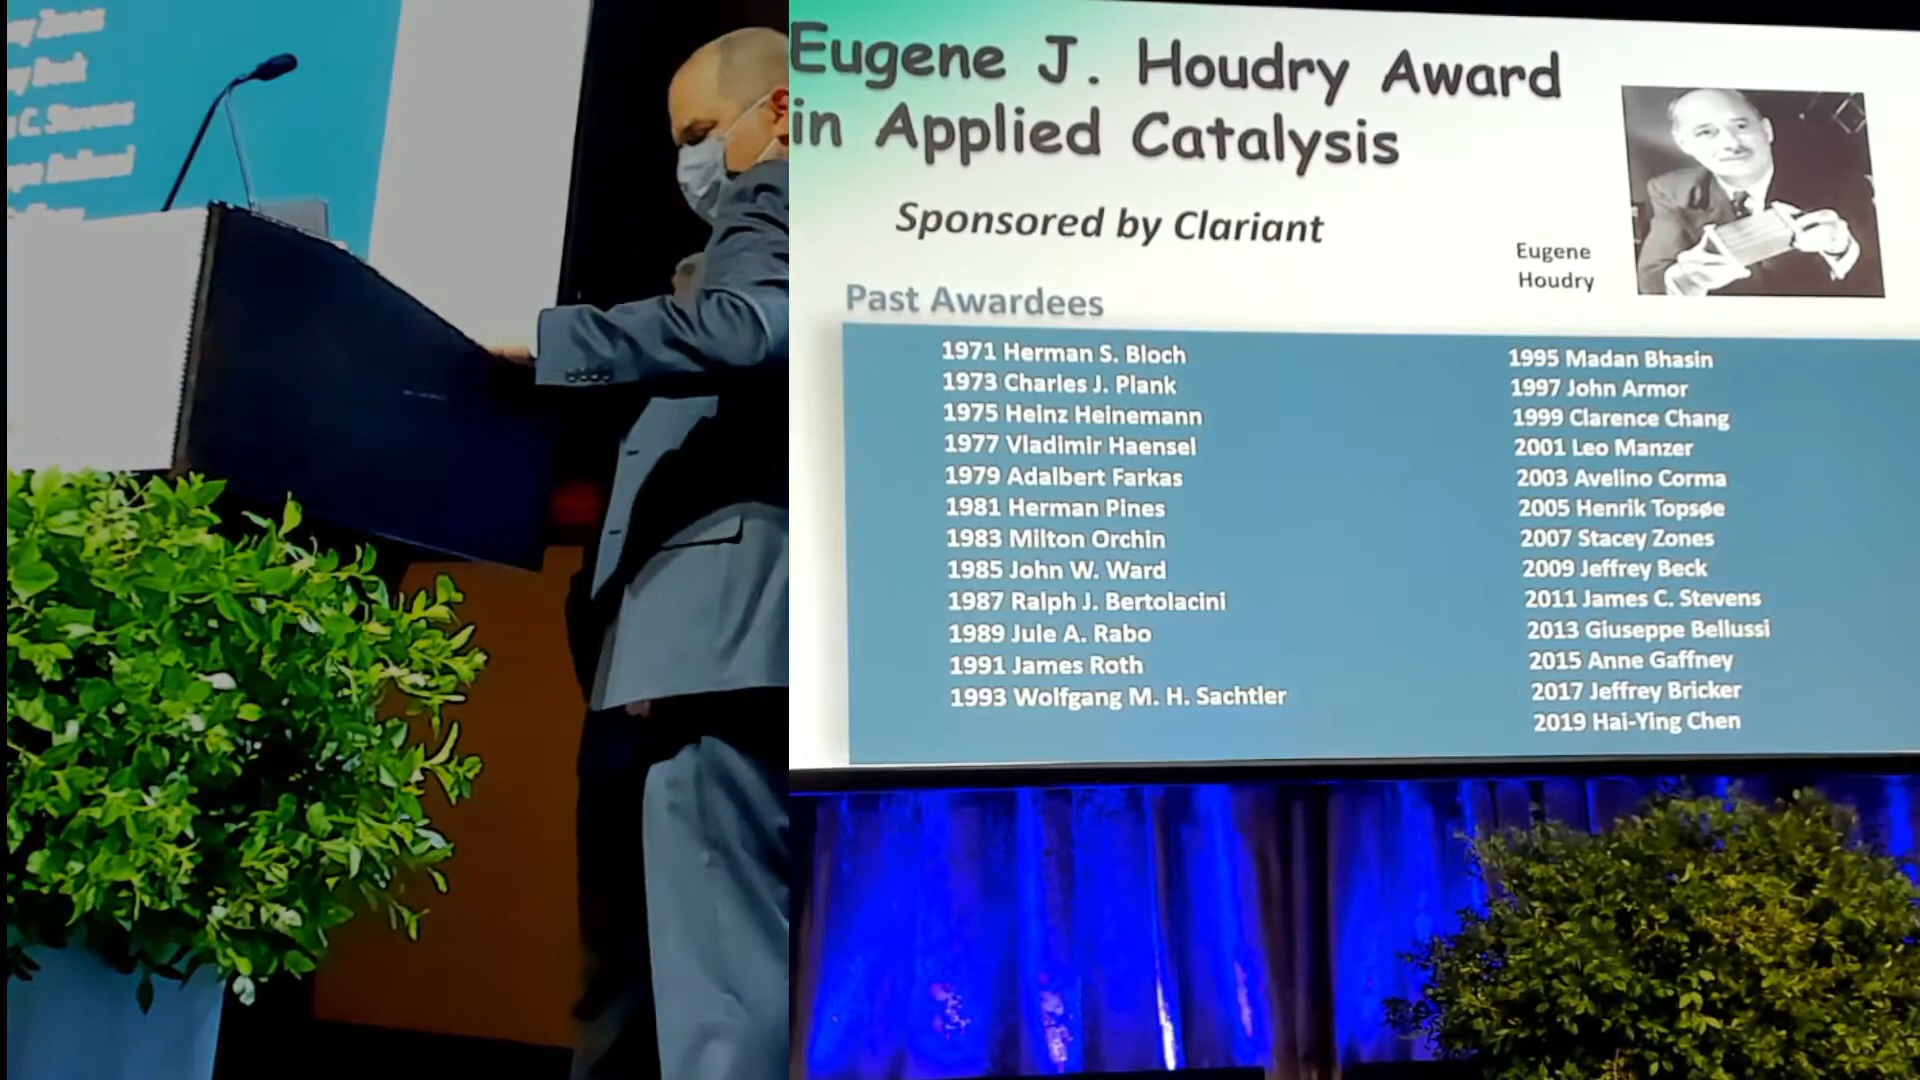 y Zones
y Beck
C. Stevens
Eugene J. Houdry Award
in Applied Catalysis
Sponsored by Clariant
Eugene
Houdry
Past Awardees
1971 Herman S. Bloch
1973 Charles J. Plank
1975 Heinz Heinemann
1977 Vladimir Haensel
1979 Adalbert Farkas
1981 Herman Pines
1983 Milton Orchin
1985 John W. Ward
1987 Ralph J. Bertolacini
1989 Jule A. Rabo
1991 James Roth
1993 Wolfgang M. H. Sachtler
1995 Madan Bhasin
1997 John Armor
1999 Clarence Chang
2001 Leo Manzer
2003 Avelino Corma
2005 Henrik Topsøe
2007 Stacey Zones
2009 Jeffrey Beck
2011 James C. Stevens
2013 Giuseppe Bellussi
2015 Anne Gaffney
2017 Jeffrey Bricker
2019 Hai-Ying Chen